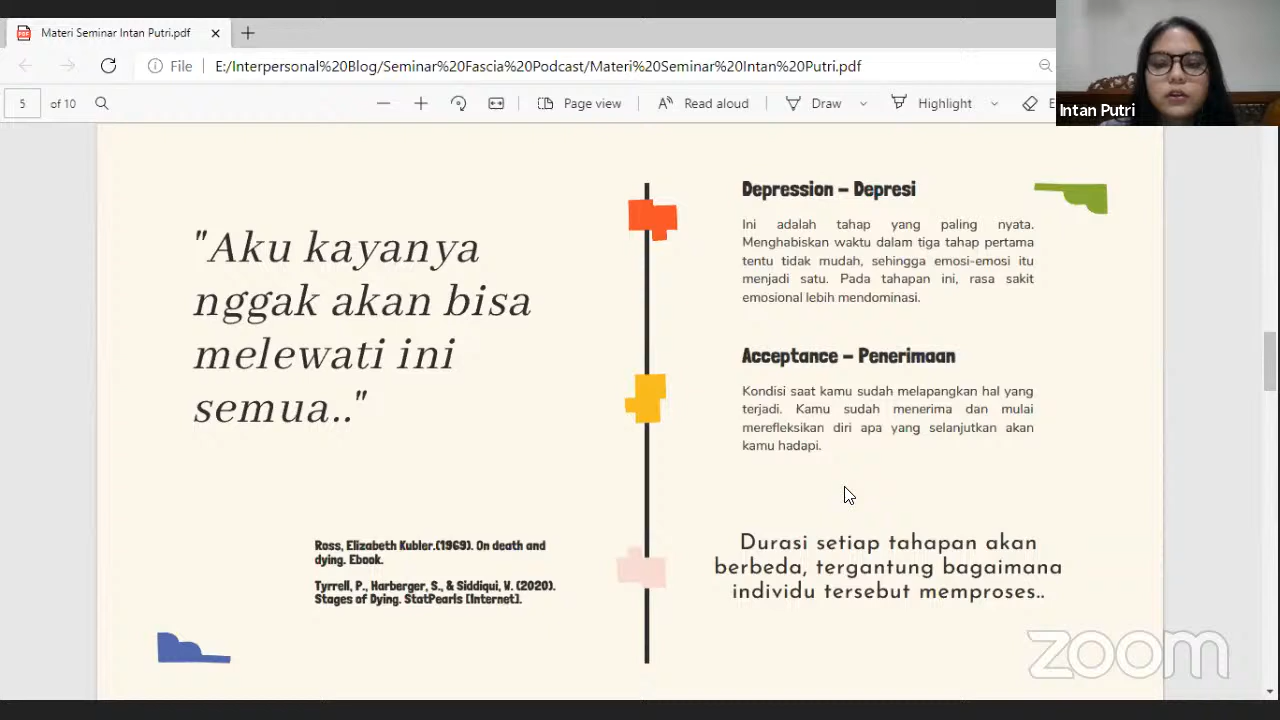 Materi Seminar Intan Putri.pdf
File
E:/Interpersonal%20Blog/Seminar%20Fascia%20Podcast/Materi%20Seminar%20Intan%20Putri.pdf
5
of 10
Page view
Read aloud
Draw
Highlight
Intan Putri
"Aku kayanya
nggak akan bisa
melewati ini
semua.."
Ross, Elizabeth Kubler.(1969). On death and
dying. Ebook.
Tyrrell, P., Harberger, S., & Siddiqui, W. (2020).
Stages of Dying. StatPearls [Internet].
Depression – Depresi
Ini adalah tahap yang paling nyata.
Menghabiskan waktu dalam tiga tahap pertama
tentu tidak mudah, sehingga emosi-emosi itu
menjadi satu. Pada tahapan ini, rasa sakit
emosional lebih mendominasi.
Acceptance – Penerimaan
Kondisi saat kamu sudah melapangkan hal yang
terjadi. Kamu sudah menerima dan mulai
merefleksikan diri apa yang selanjutkan akan
kamu hadapi.
Durasi setiap tahapan akan
berbeda, tergantung bagaimana
individu tersebut memproses..
zoom